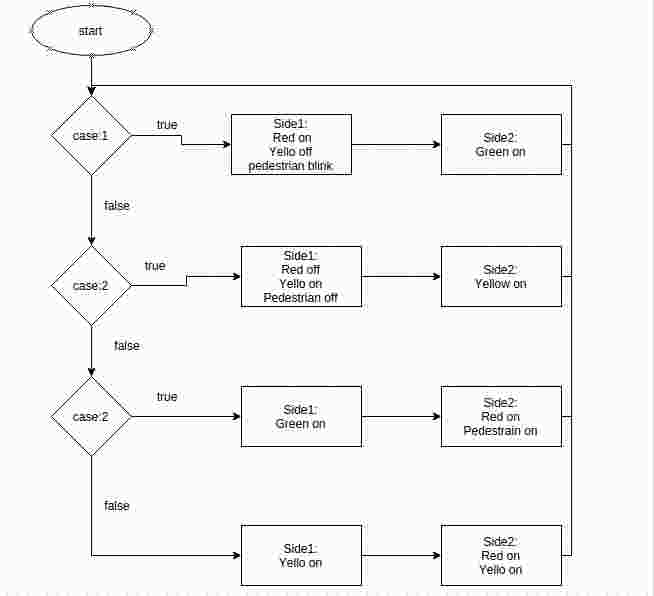 start
case:1
true
Side1:
Red on
Yello off
pedestrian blink
Side2:
Green on
false
case:2
true
Side1:
Red off
Yello on
Pedestrian off
Side2:
Yellow on
false
case:2
true
Side1:
Green on
Side2:
Red on
Pedestrain on
false
Side1:
Yello on
Side2:
Red on
Yello on